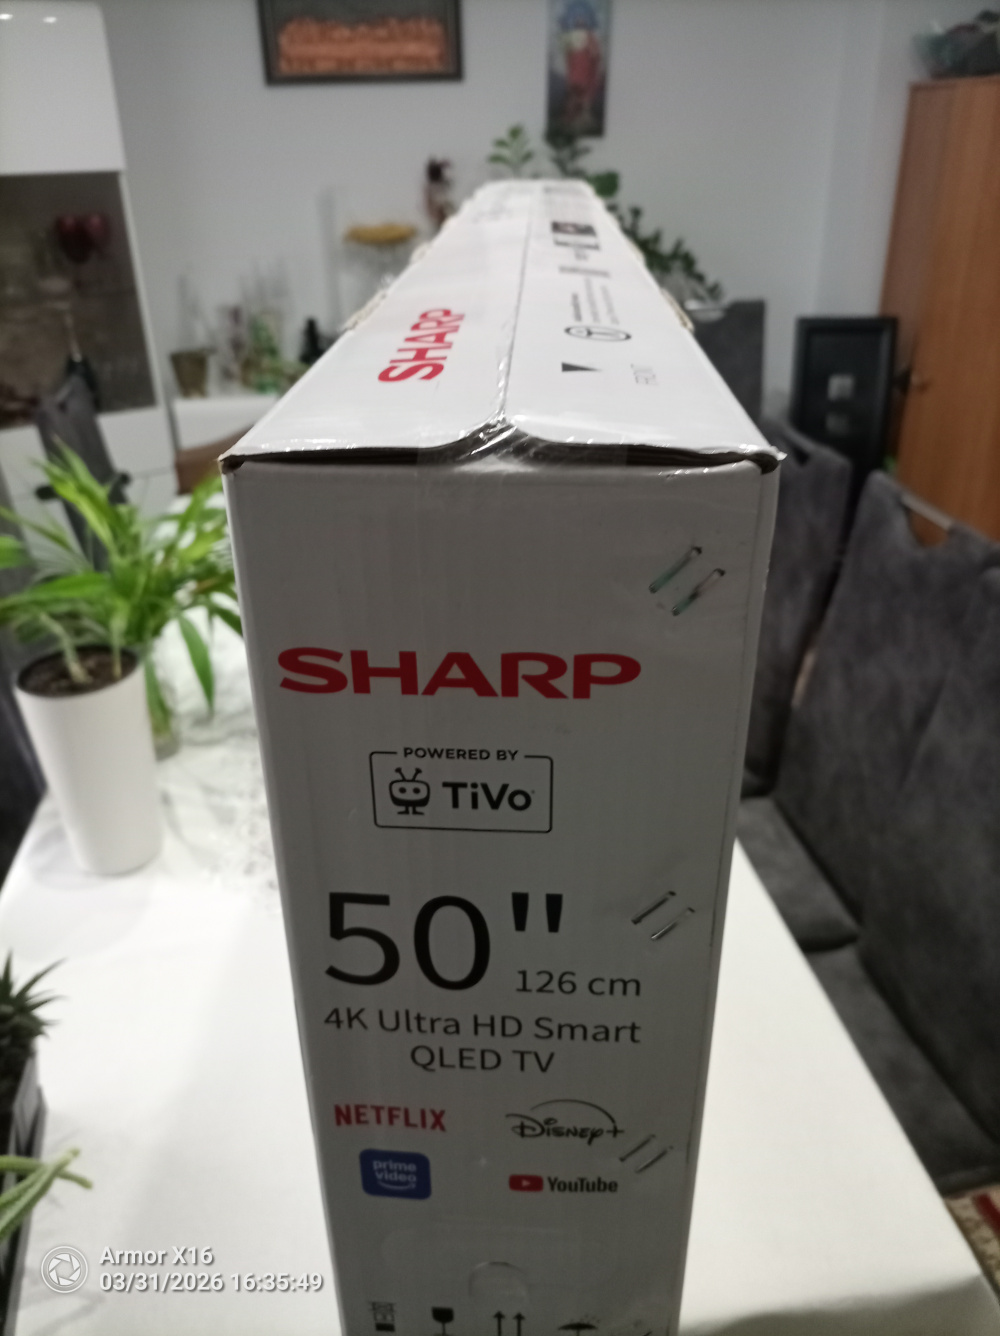 SHARP
FRONT
SHARP
POWERED BY
TiVo
50"
126 cm
4K Ultra HD Smart
QLED TV
NETFLIX
Disney+
prime
video
YouTube
Armor X16
03/31/2026 16:35:49